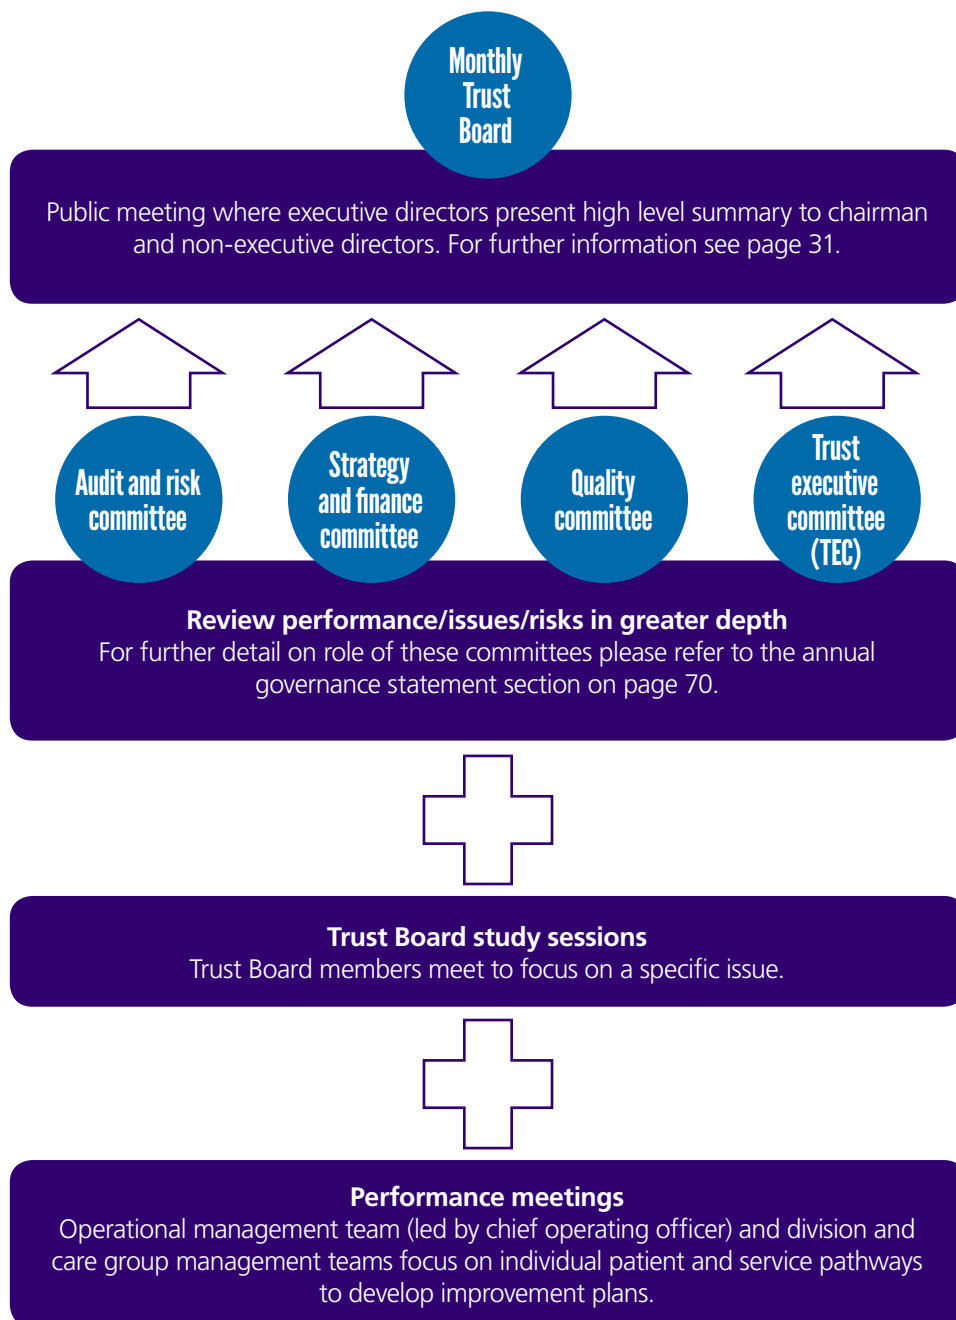 Monthly
Trust
Board
Public meeting where executive directors present high level summary to chairman
and non-executive directors. For further information see page 31.
Audit and risk
committee
Strategy
and finance
committee
Quality
committee
Trust
executive
committee
(TEC)
Review performance/issues/risks in greater depth
For further detail on role of these committees please refer to the annual
governance statement section on page 70.
Trust Board study sessions
Trust Board members meet to focus on a specific issue.
Performance meetings
Operational management team (led by chief operating officer) and division and
care group management teams focus on individual patient and service pathways
to develop improvement plans.